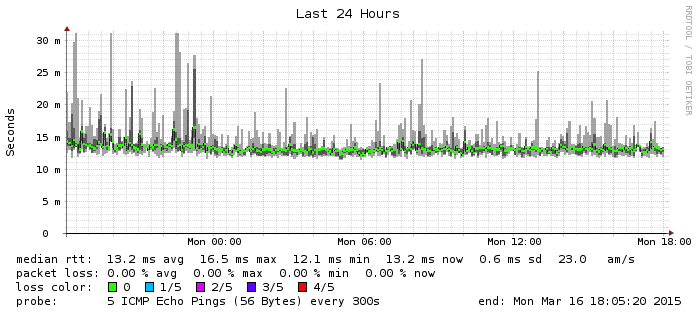 Last 24 Hours
RRDTOOL / TOBI OETIKER
Seconds
30 m
25 m
20 m
15 m
10 m
5 m
0
Mon 00:00 Mon 06:00 Mon 12:00 Mon 18:00
median rtt: 13.2 ms avg 16.5 ms max 12.1 ms min 13.2 ms now 0.6 ms sd 23.0 am/s
packet loss: 0.00 % avg 0.00 % max 0.00 % min 0.00 % now
loss color: 0 1/5 2/5 3/5 4/5
probe: 5 ICMP Echo Pings (56 Bytes) every 300s end: Mon Mar 16 18:05:20 2015